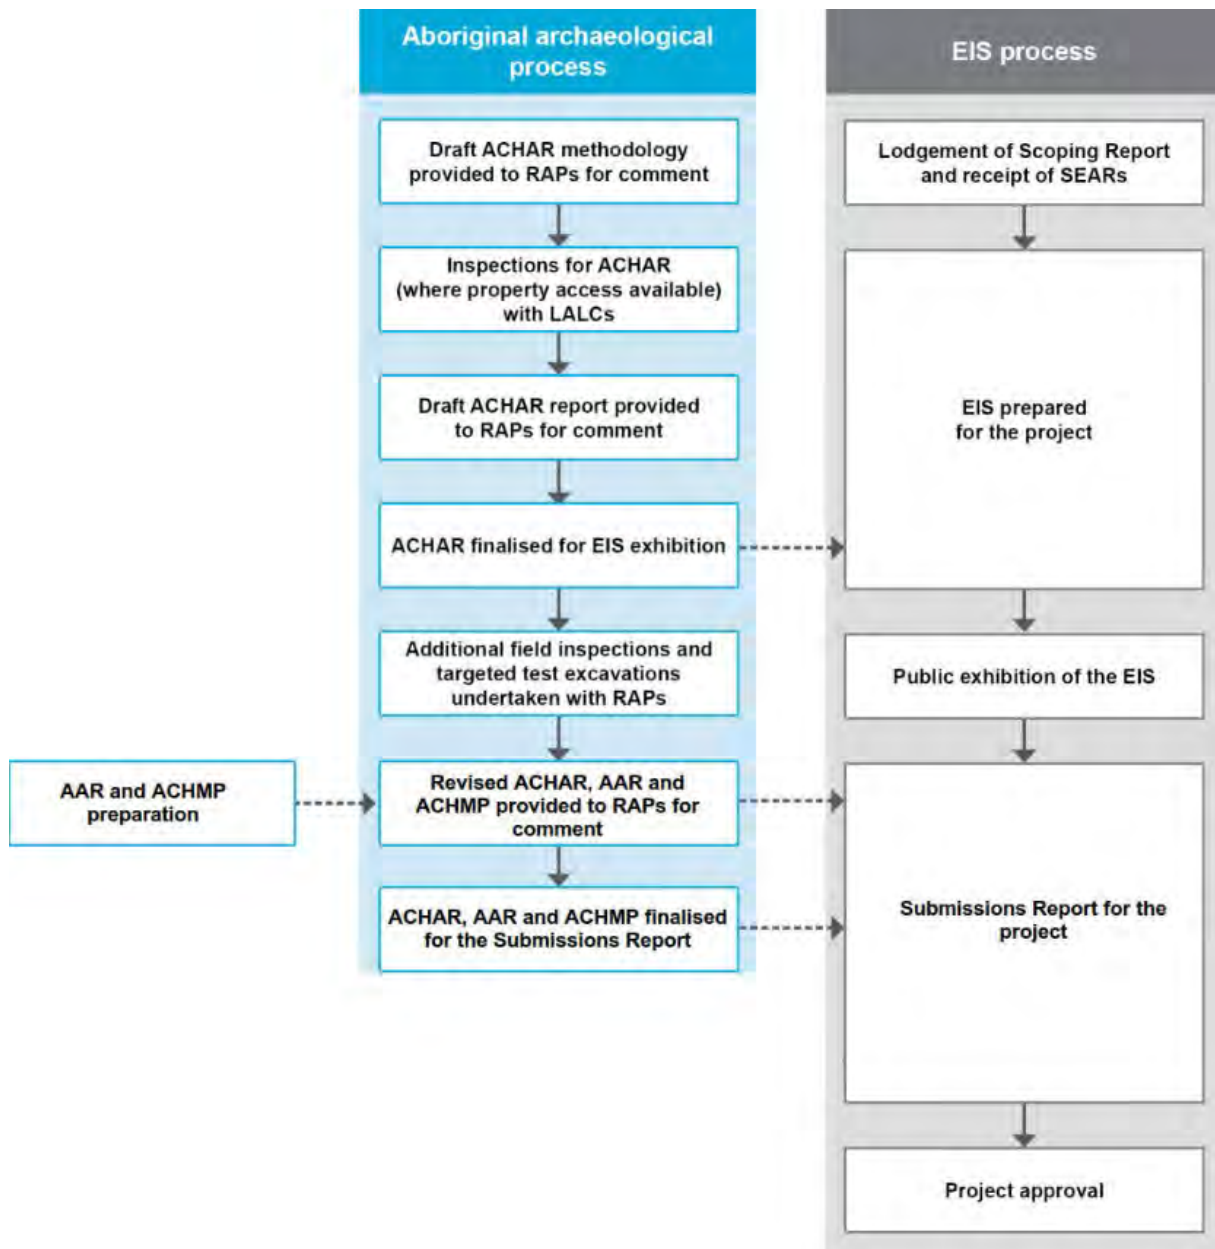 Aboriginal archaeological
process
Draft ACHAR methodology
provided to RAPs for comment
Inspections for ACHAR
(where property access available)
with LALCs
Draft ACHAR report provided
to RAPs for comment
ACHAR finalised for EIS exhibition
Additional field inspections and
targeted test excavations
undertaken with RAPs
AAR and ACHMP
preparation
Revised ACHAR, AAR and
ACHMP provided to RAPs for
comment
ACHAR, AAR and ACHMP finalised
for the Submissions Report
EIS process
Lodgement of Scoping Report
and receipt of SEARs
EIS prepared
for the project
Public exhibition of the EIS
Submissions Report for the
project
Project approval